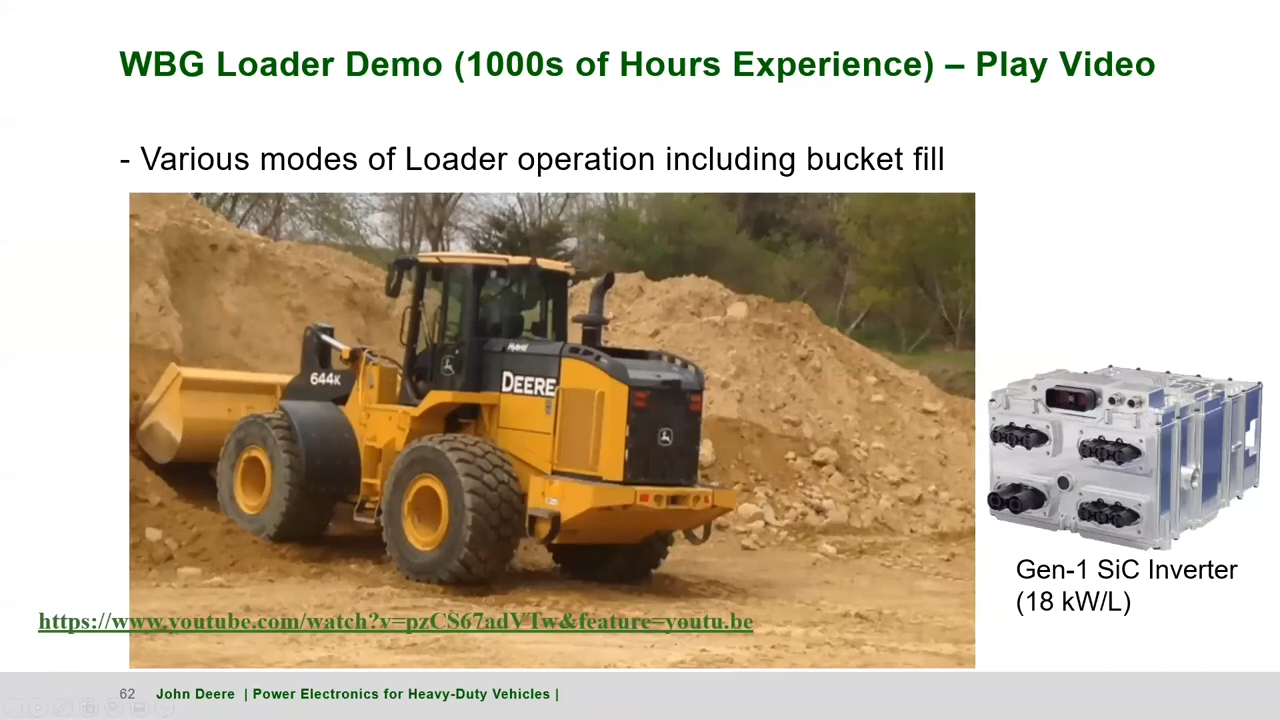 WBG Loader Demo (1000s of Hours Experience) – Play Video
- Various modes of Loader operation including bucket fill
Hybrid
644K
DEERE
Gen-1 SiC Inverter
(18 kW/L)
https://www.youtube.com/watch?v=pzCS67adVTw&feature=youtu.be
62 John Deere | Power Electronics for Heavy-Duty Vehicles |